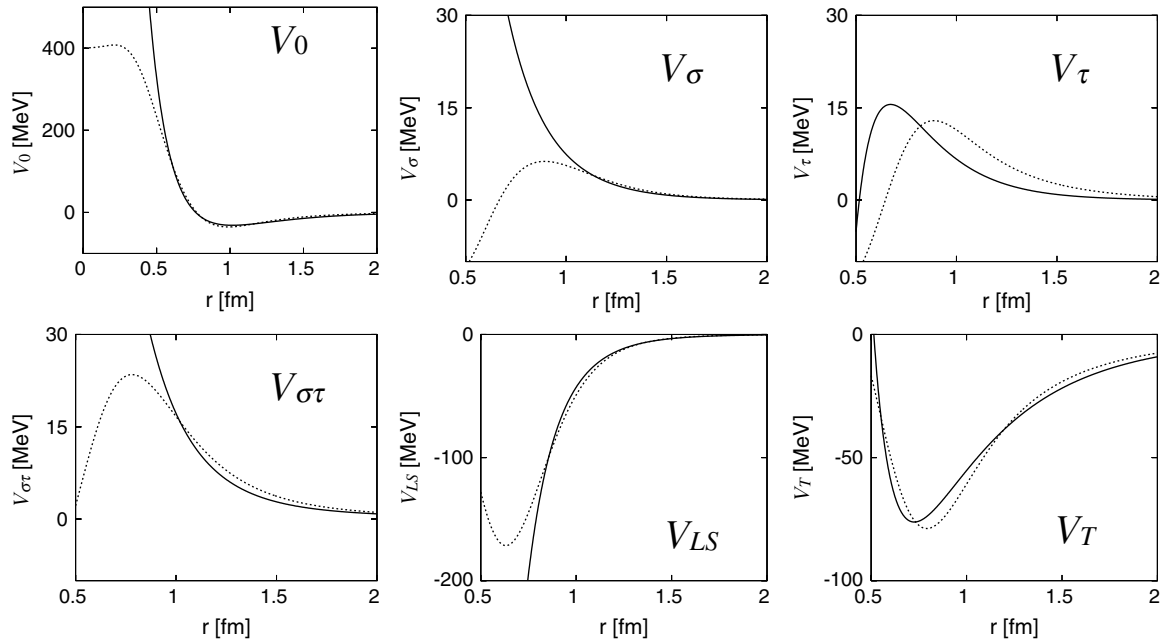 V0
V0 [MeV]
400
200
0
0 0.5 1 1.5 2
r [fm]
Vσ
Vσ [MeV]
30
15
0
0.5 1 1.5 2
r [fm]
Vτ
Vτ [MeV]
30
15
0
0.5 1 1.5 2
r [fm]
Vστ
Vστ [MeV]
30
15
0
0.5 1 1.5 2
r [fm]
VLS
VLS [MeV]
0
-100
-200
0.5 1 1.5 2
r [fm]
VT
VT [MeV]
0
-50
-100
0.5 1 1.5 2
r [fm]